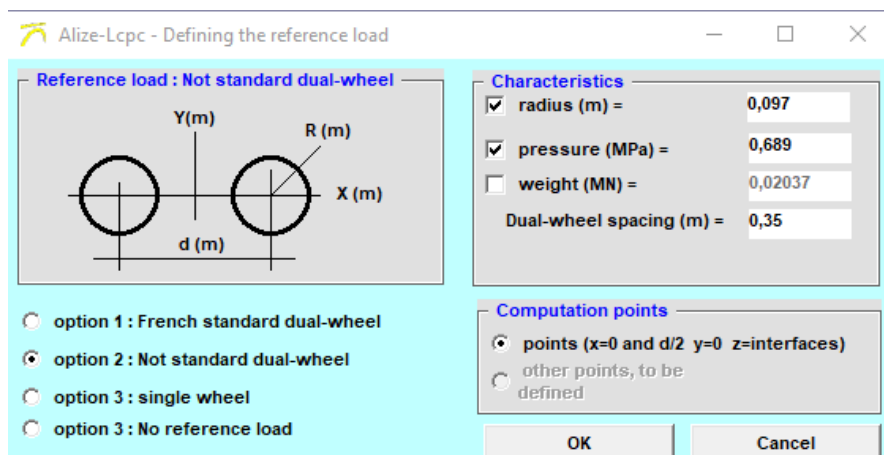 Alize-Lcpc - Defining the reference load
Reference load : Not standard dual-wheel
Y(m)
R (m)
X (m)
d (m)
option 1 : French standard dual-wheel
option 2 : Not standard dual-wheel
option 3 : single wheel
option 3 : No reference load
Characteristics
radius (m) = 0,097
pressure (MPa) = 0,689
weight (MN) = 0,02037
Dual-wheel spacing (m) = 0,35
Computation points
points (x=0 and d/2 y=0 z=interfaces)
other points, to be
defined
OK Cancel